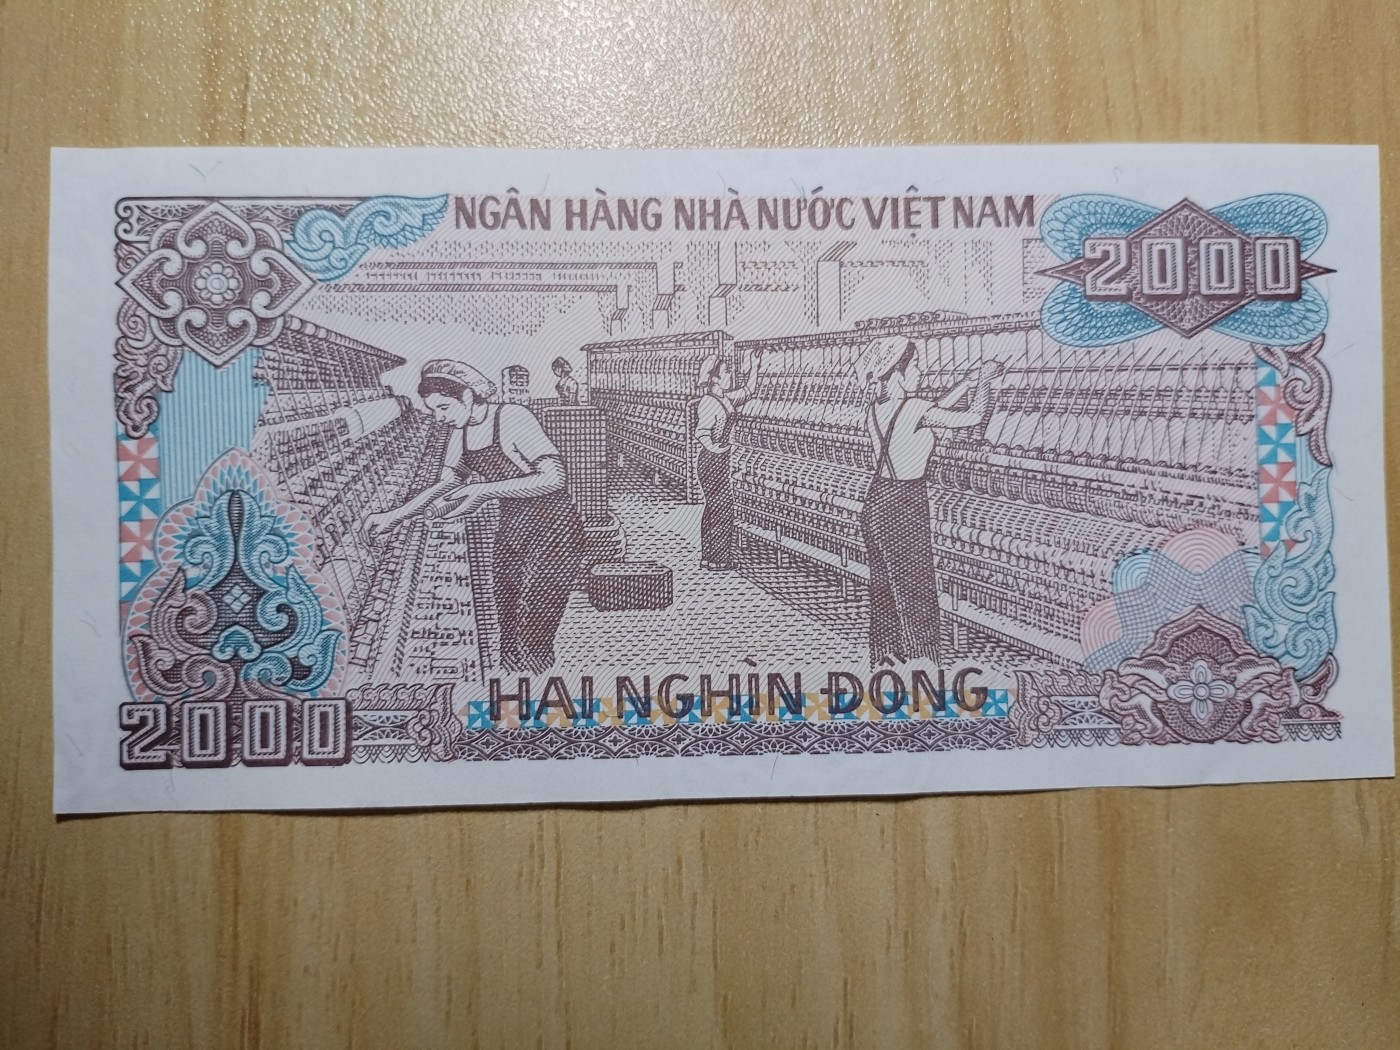 NGÂN HÀNG NHÀ NƯỚC VIỆT NAM
2000
HAI NGHÌN ĐỒNG
2000